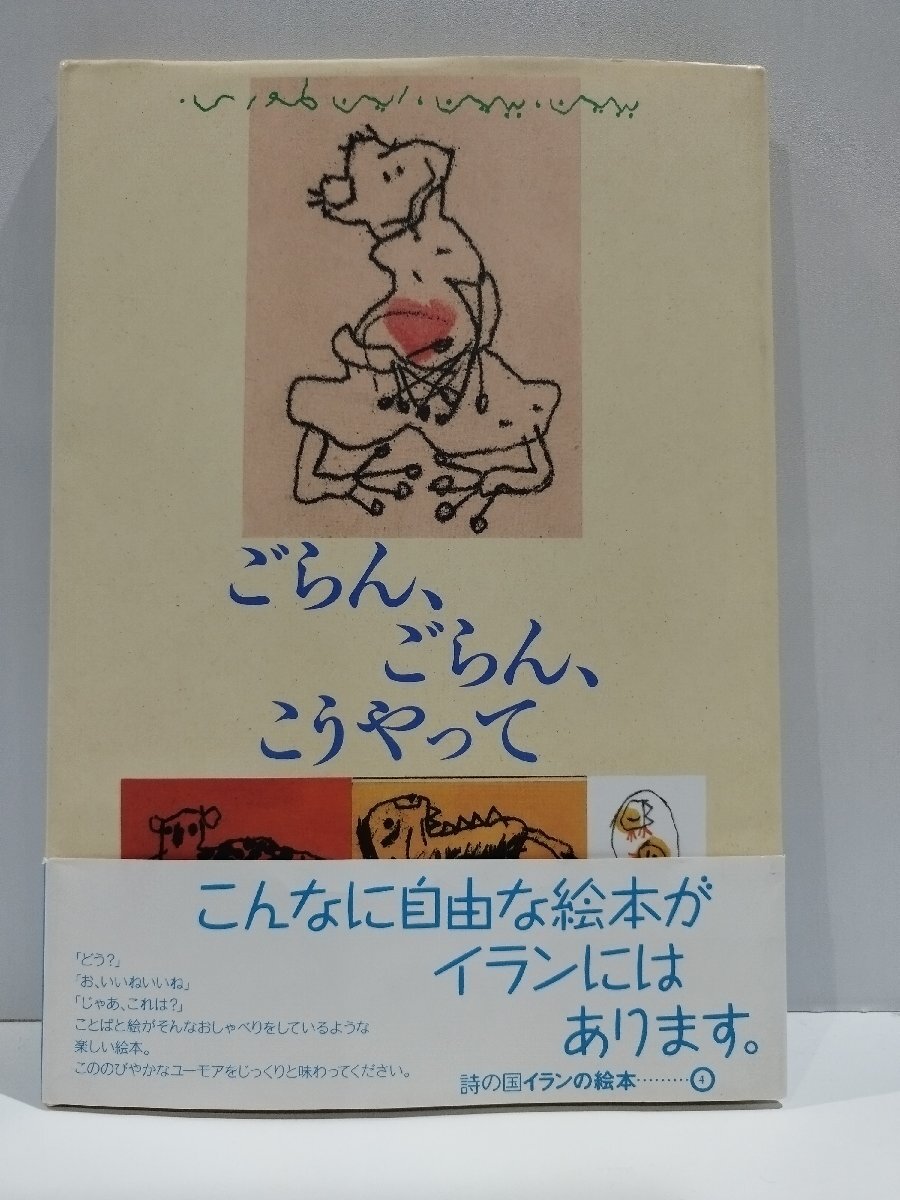 ببین، ببین، این طوری.
ごらん、
ごらん、
こうやって
こんなに自由な絵本が
イランには
あります。
「どう？」
「お、いいねいいね」
「じゃあ、これは？」
ことばと絵がそんなおしゃべりをしているような
楽しい絵本。
こののびやかなユーモアをじっくりと味わってください。
詩の国イランの絵本………4